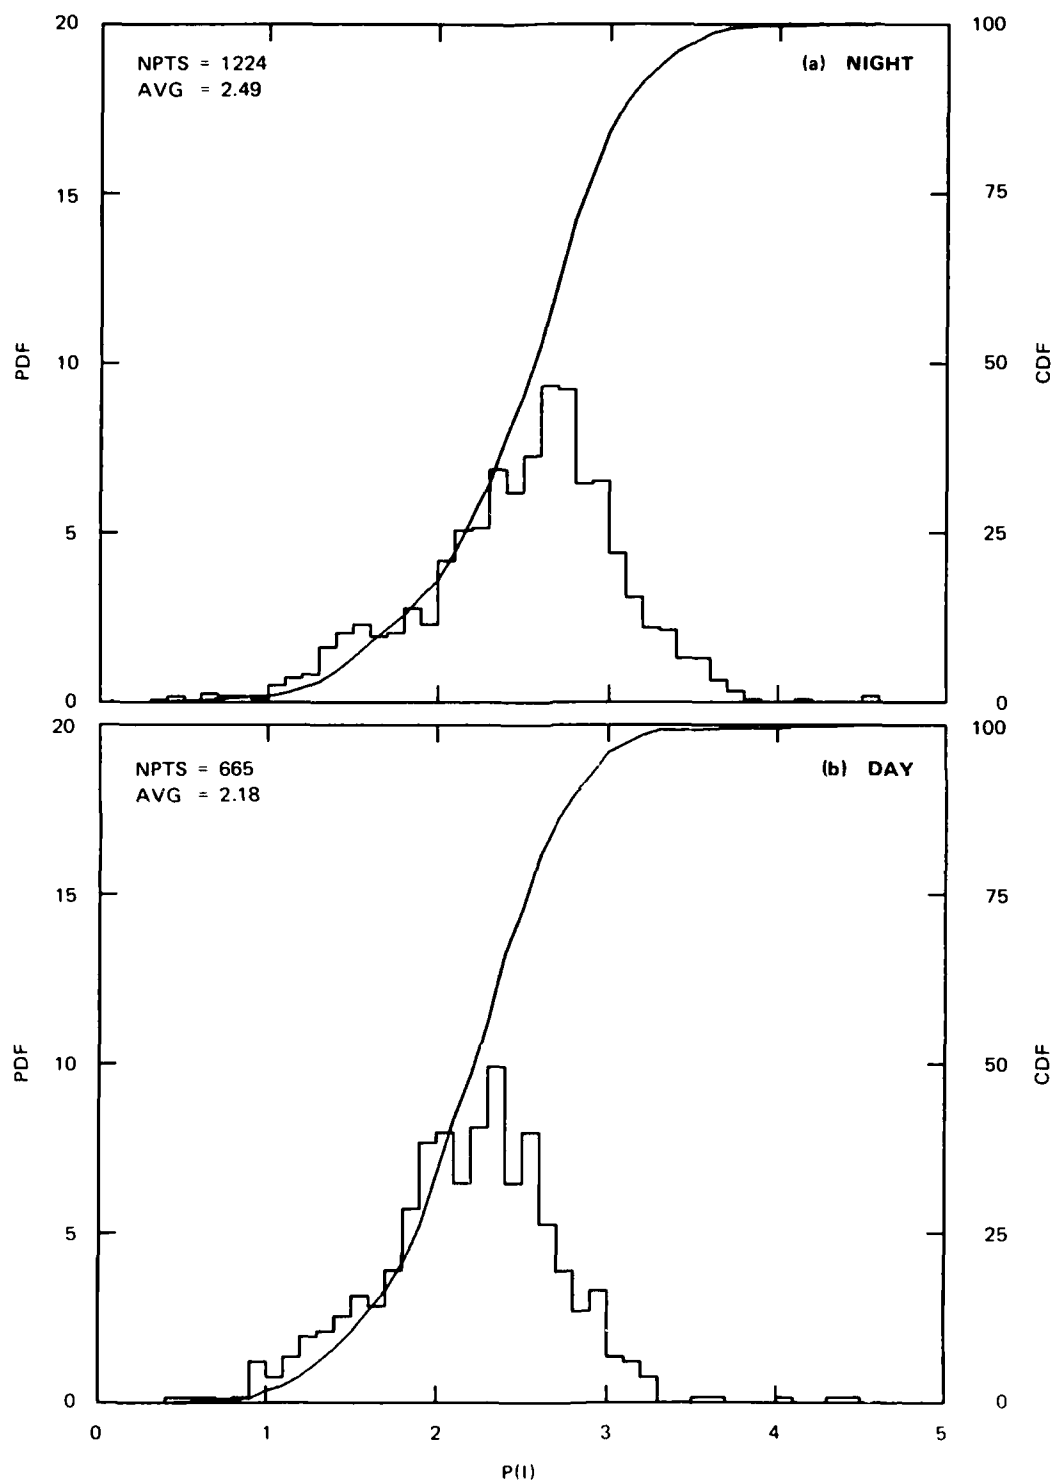 20
15
10
5
0
PDF
NPTS = 1224
AVG = 2.49
(a) NIGHT
100
75
50
25
0
CDF
20
15
10
5
0
PDF
NPTS = 665
AVG = 2.18
(b) DAY
100
75
50
25
0
CDF
0 1 2 3 4 5
P(I)